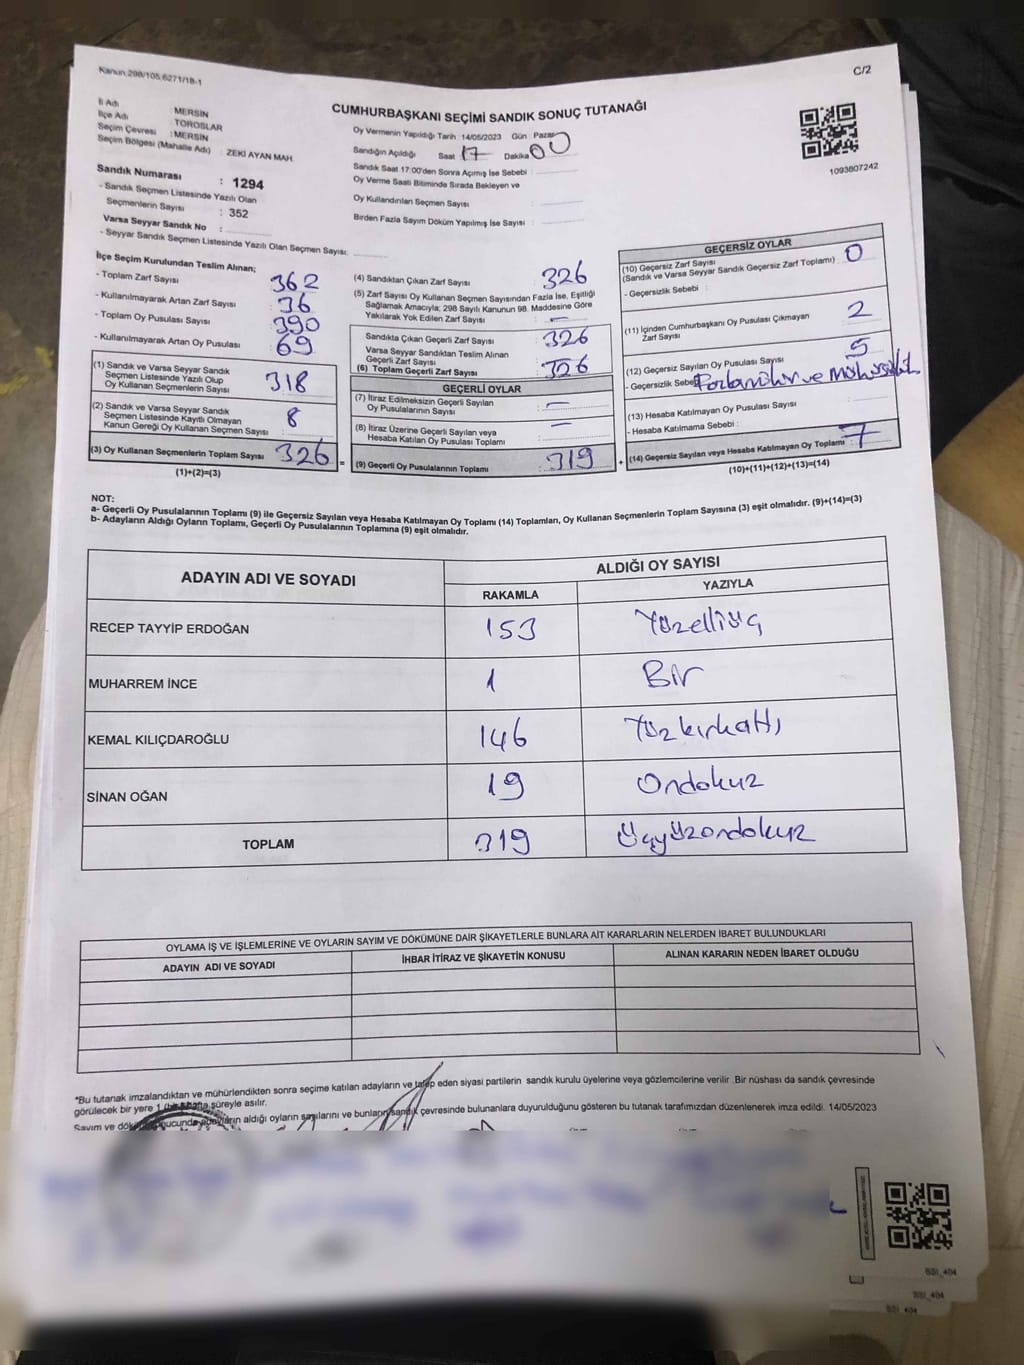 Kanun;298/105,6271/18-1
C/2
İl Adı : MERSİN
İlçe Adı : TOROSLAR
Seçim Çevresi : MERSİN
Seçim Bölgesi (Mahalle Adı) : ZEKİ AYAN MAH.
Sandık Numarası : 1294
- Sandık Seçmen Listesinde Yazılı Olan
Seçmenlerin Sayısı : 352
Varsa Seyyar Sandık No :
- Seyyar Sandık Seçmen Listesinde Yazılı Olan Seçmen Sayısı:
CUMHURBAŞKANI SEÇİMİ SANDIK SONUÇ TUTANAĞI
Oy Vermenin Yapıldığı Tarih 14/05/2023 Gün Pazar
Sandığın Açıldığı Saat 17 Dakika 00
Sandık Saat 17:00'den Sonra Açımış İse Sebebi :
Oy Verme Saati Bitiminde Sırada Bekleyen ve
Oy Kullandırılan Seçmen Sayısı :
Birden Fazla Sayım Döküm Yapılmış İse Sayısı :
1093807242
İlçe Seçim Kurulundan Teslim Alınan;
- Toplam Zarf Sayısı : 362
- Kullanılmayarak Artan Zarf Sayısı : 36
- Toplam Oy Pusulası Sayısı : 390
- Kullanılmayarak Artan Oy Pusulası : 69
(1) Sandık ve Varsa Seyyar Sandık
Seçmen Listesinde Yazılı Olup
Oy Kullanan Seçmenlerin Sayısı : 318
(2) Sandık ve Varsa Seyyar Sandık
Seçmen Listesinde Kayıtlı Olmayan
Kanun Gereği Oy Kullanan Seçmen Sayısı : 8
(3) Oy Kullanan Seçmenlerin Toplam Sayısı : 326
(1)+(2)=(3)
(4) Sandıktan Çıkan Zarf Sayısı : 326
(5) Zarf Sayısı Oy Kullanan Seçmen Sayısından Fazla İse, Eşitliği
Sağlamak Amacıyla; 298 Sayılı Kanunun 98. Maddesine Göre
Yakılarak Yok Edilen Zarf Sayısı : —
Sandıkta Çıkan Geçerli Zarf Sayısı : 326
Varsa Seyyar Sandıktan Teslim Alınan
Geçerli Zarf Sayısı :
(6) Toplam Geçerli Zarf Sayısı : 326
GEÇERLİ OYLAR
(7) İtiraz Edilmeksizin Geçerli Sayılan
Oy Pusulalarının Sayısı : —
(8) İtiraz Üzerine Geçerli Sayılan veya
Hesaba Katılan Oy Pusulası Toplamı : —
= (9) Geçerli Oy Pusulalarının Toplamı : 319 +
GEÇERSİZ OYLAR
(10) Geçersiz Zarf Sayısı
(Sandık ve Varsa Seyyar Sandık Geçersiz Zarf Toplamı) : 0
- Geçersizlik Sebebi :
(11) İçinden Cumhurbaşkanı Oy Pusulası Çıkmayan
Zarf Sayısı : 2
(12) Geçersiz Sayılan Oy Pusulası Sayısı : 5
- Geçersizlik Sebebi
(13) Hesaba Katılmayan Oy Pusulası Sayısı :
- Hesaba Katılmama Sebebi :
(14) Geçersiz Sayılan veya Hesaba Katılmayan Oy Toplamı : 7
(10)+(11)+(12)+(13)=(14)
NOT:
a- Geçerli Oy Pusulalarının Toplamı (9) ile Geçersiz Sayılan veya Hesaba Katılmayan Oy Toplamı (14) Toplamları, Oy Kullanan Seçmenlerin Toplam Sayısına (3) eşit olmalıdır. (9)+(14)=(3)
b- Adayların Aldığı Oyların Toplamı, Geçerli Oy Pusulalarının Toplamına (9) eşit olmalıdır.
ADAYIN ADI VE SOYADI ALDIĞI OY SAYISI
RAKAMLA YAZIYLA
RECEP TAYYİP ERDOĞAN 153 Yüzelliüç
MUHARREM İNCE 1 Bir
KEMAL KILIÇDAROĞLU 146 Yüzkırkaltı
SİNAN OĞAN 19 Ondokuz
TOPLAM 319 Üçyüzondokuz
OYLAMA İŞ VE İŞLEMLERİNE VE OYLARIN SAYIM VE DÖKÜMÜNE DAİR ŞİKAYETLERLE BUNLARA AİT KARARLARIN NELERDEN İBARET BULUNDUKLARI
ADAYIN ADI VE SOYADI İHBAR İTİRAZ VE ŞİKAYETİN KONUSU ALINAN KARARIN NEDEN İBARET OLDUĞU
*Bu tutanak imzalandıktan ve mühürlendikten sonra seçime katılan adayların ve talep eden siyasi partilerin sandık kurulu üyelerine veya gözlemcilerine verilir .Bir nüshası da sandık çevresinde
görülecek bir yere 1 (bir) hafta süreyle asılır.
Sayım ve döküm sonucunda adayların aldığı oyların sayılarını ve bunların sandık çevresinde bulunanlara duyurulduğunu gösteren bu tutanak tarafımızdan düzenlenerek imza edildi. 14/05/2023
SSI_404
SSI_404
SSI_404